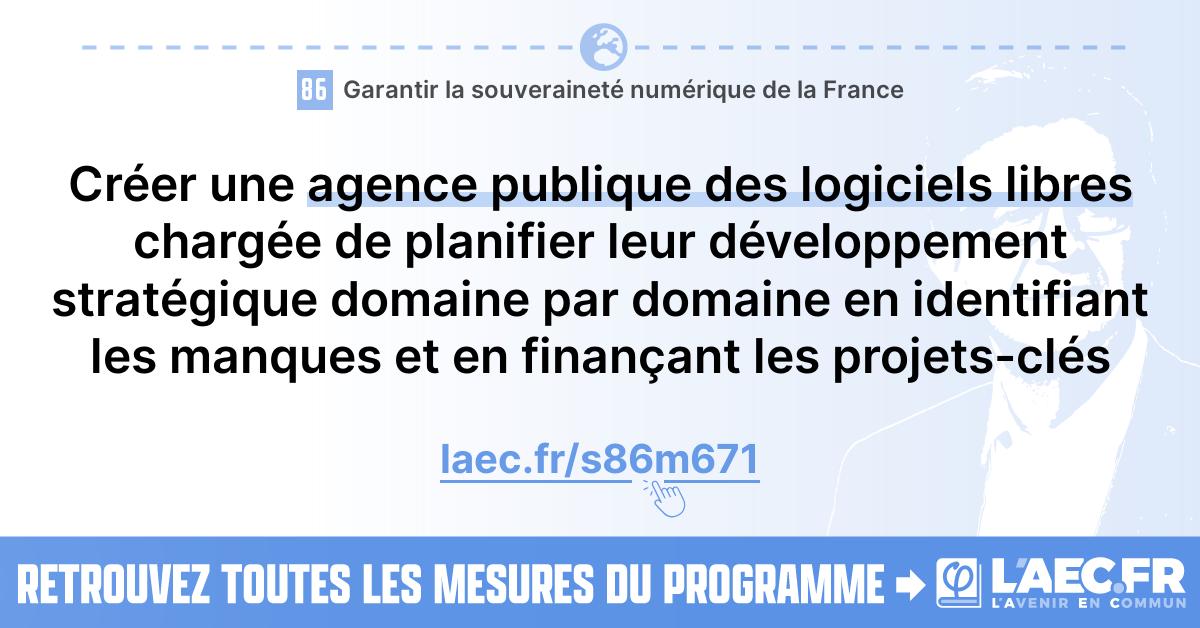 86 Garantir la souveraineté numérique de la France
Créer une agence publique des logiciels libres
chargée de planifier leur développement
stratégique domaine par domaine en identifiant
les manques et en finançant les projets-clés
laec.fr/s86m671
RETROUVEZ TOUTES LES MESURES DU PROGRAMME → φ L'AEC.FR
L'AVENIR EN COMMUN